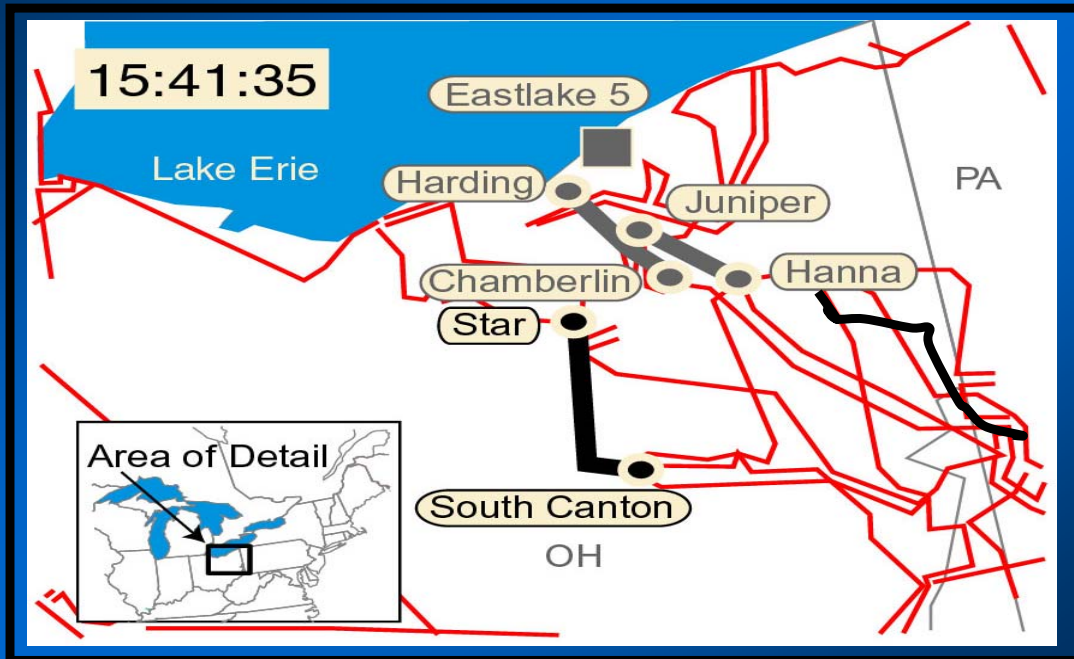 15:41:35
Eastlake 5
Lake Erie
Harding
PA
Juniper
Chamberlin
Hanna
Star
Area of Detail
South Canton
OH